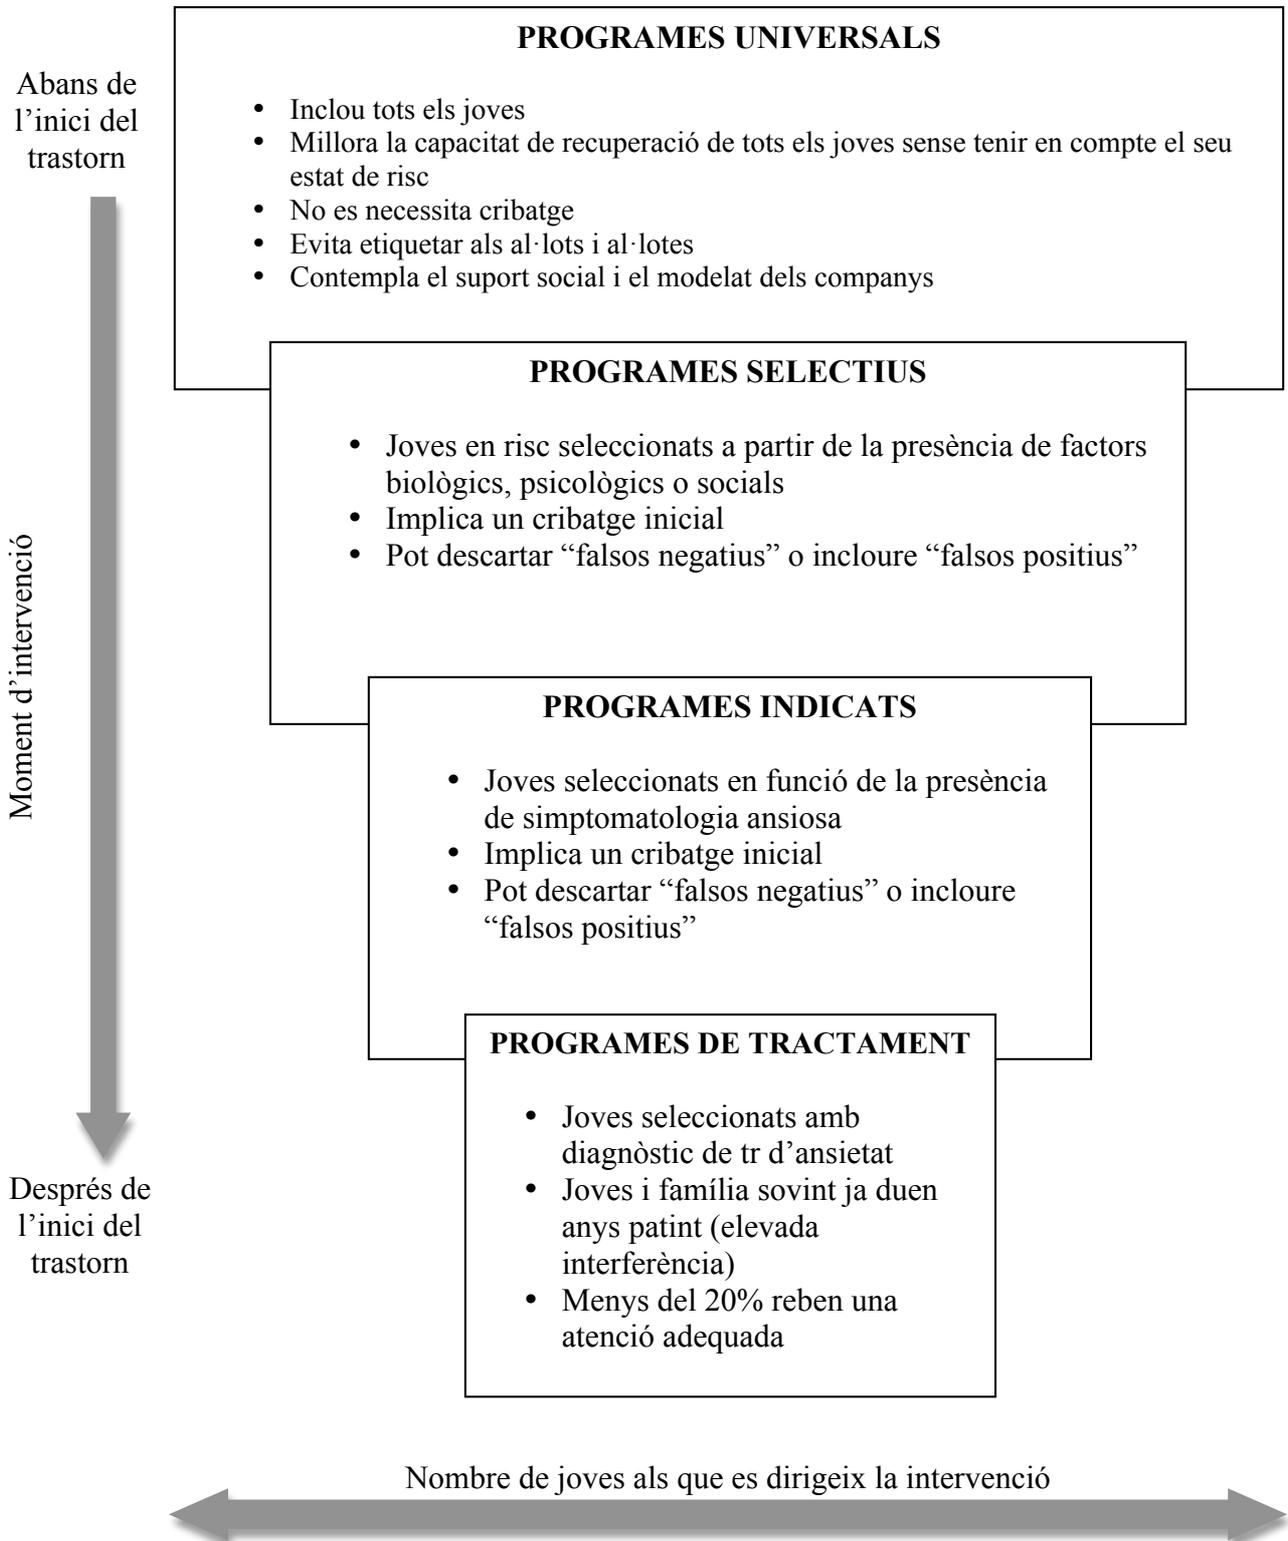 PROGRAMES UNIVERSALS
Abans de
l’inici del
trastorn
• Inclou tots els joves
• Millora la capacitat de recuperació de tots els joves sense tenir en compte el seu
estat de risc
• No es necessita cribatge
• Evita etiquetar als al·lots i al·lotes
• Contempla el suport social i el modelat dels companys
PROGRAMES SELECTIUS
• Joves en risc seleccionats a partir de la presència de factors
biològics, psicològics o socials
• Implica un cribatge inicial
• Pot descartar “falsos negatius” o incloure “falsos positius”
Moment d’intervenció
PROGRAMES INDICATS
• Joves seleccionats en funció de la presència
de simptomatologia ansiosa
• Implica un cribatge inicial
• Pot descartar “falsos negatius” o incloure
“falsos positius”
PROGRAMES DE TRACTAMENT
• Joves seleccionats amb
diagnòstic de tr d’ansietat
• Joves i família sovint ja duen
anys patint (elevada
interferència)
• Menys del 20% reben una
atenció adequada
Després de
l’inici del
trastorn
Nombre de joves als que es dirigeix la intervenció